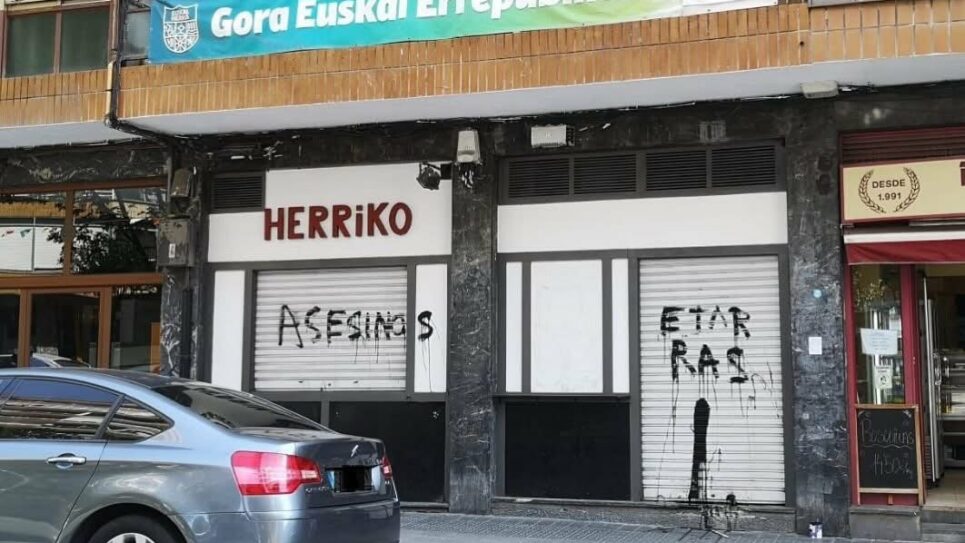 Gora Euskal Errepublika
HERRiKO
DESDE
1.991
ASESINOS
ETAR
RAS